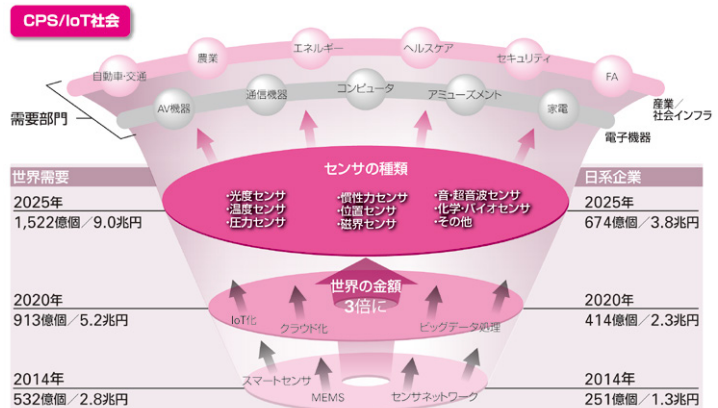 CPS/IoT社会
自動車・交通
農業
エネルギー
ヘルスケア
セキュリティ
FA
産業/
社会インフラ
需要部門
AV機器
通信機器
コンピュータ
アミューズメント
家電
電子機器
センサの種類
・光度センサ
・温度センサ
・圧力センサ
・慣性力センサ
・位置センサ
・磁界センサ
・音・超音波センサ
・化学・バイオセンサ
・その他
世界需要
2025年
1,522億個/9.0兆円
2020年
913億個/5.2兆円
2014年
532億個/2.8兆円
世界の金額
3倍に
IoT化
クラウド化
ビッグデータ処理
スマートセンサ
MEMS
センサネットワーク
日系企業
2025年
674億個/3.8兆円
2020年
414億個/2.3兆円
2014年
251億個/1.3兆円